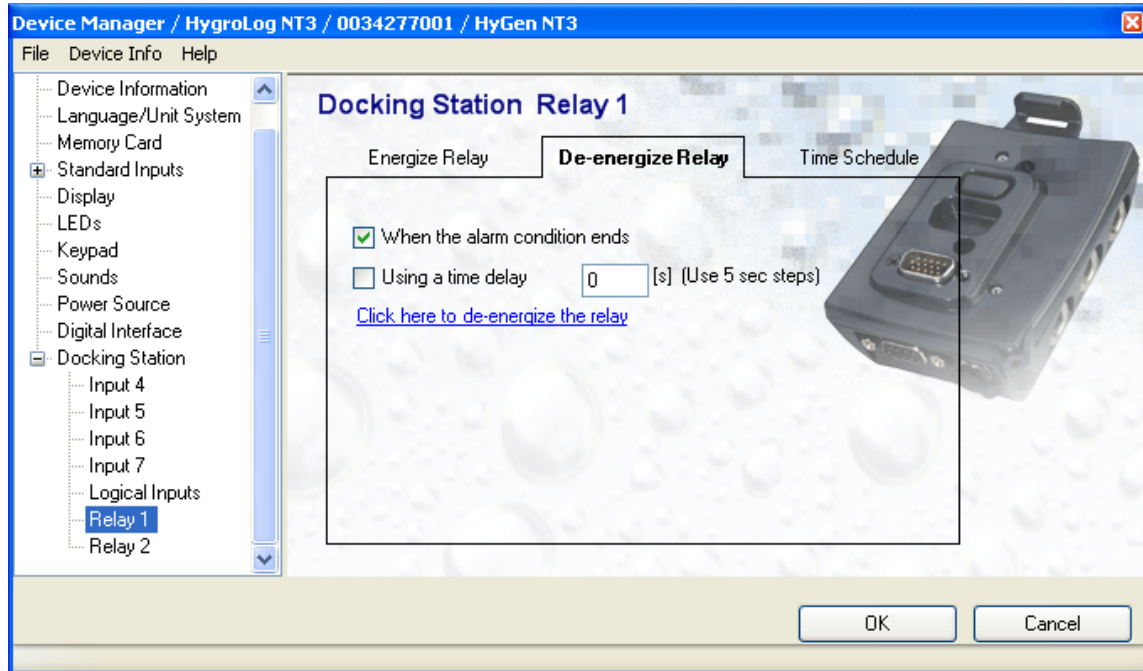 Device Manager / HygroLog NT3 / 0034277001 / HyGen NT3
File Device Info Help
Device Information
Language/Unit System
Memory Card
Standard Inputs
Display
LEDs
Keypad
Sounds
Power Source
Digital Interface
Docking Station
Input 4
Input 5
Input 6
Input 7
Logical Inputs
Relay 1
Relay 2
Docking Station Relay 1
Energize Relay De-energize Relay Time Schedule
When the alarm condition ends
Using a time delay 0 [s] (Use 5 sec steps)
Click here to de-energize the relay
OK Cancel